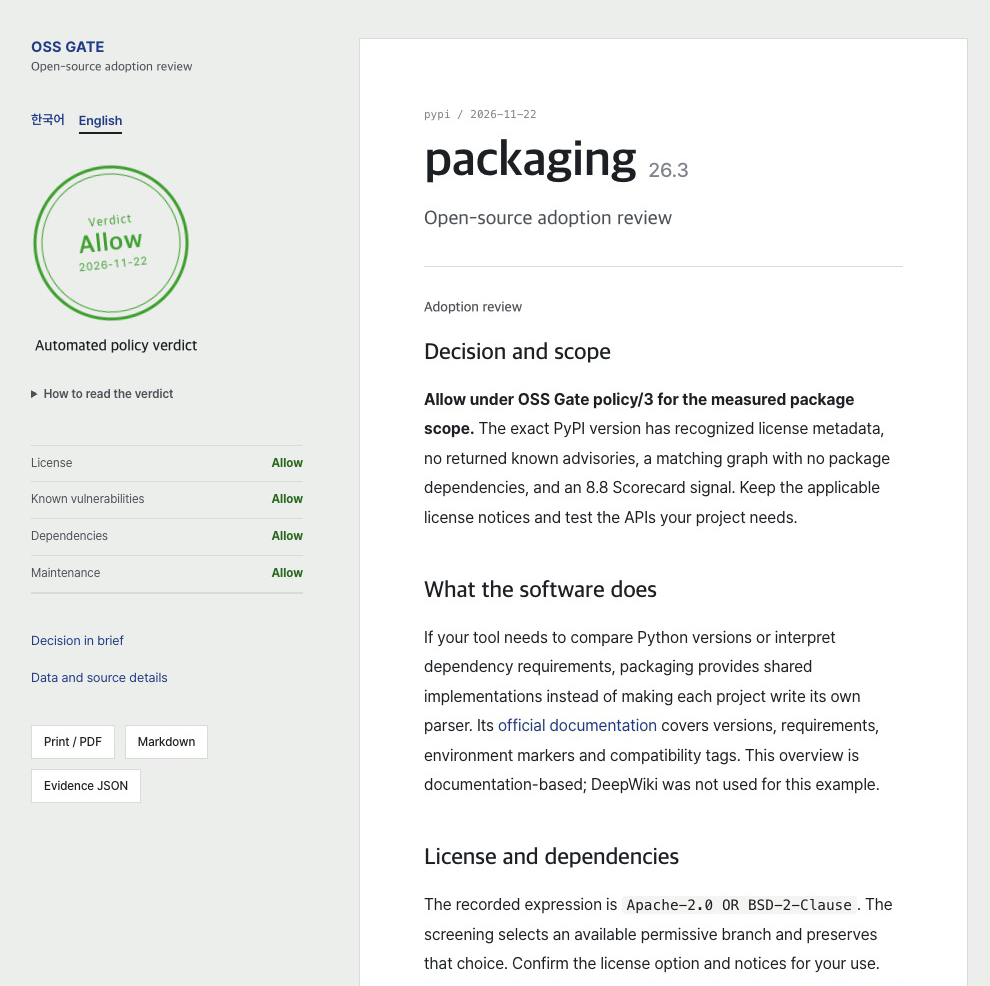 OSS GATE
Open-source adoption review
한국어 English
Verdict
Allow
2026-11-22
Automated policy verdict
▶ How to read the verdict
License Allow
Known vulnerabilities Allow
Dependencies Allow
Maintenance Allow
Decision in brief
Data and source details
Print / PDF Markdown
Evidence JSON
pypi / 2026-11-22
packaging 26.3
Open-source adoption review
Adoption review
Decision and scope
Allow under OSS Gate policy/3 for the measured package
scope. The exact PyPI version has recognized license metadata,
no returned known advisories, a matching graph with no package
dependencies, and an 8.8 Scorecard signal. Keep the applicable
license notices and test the APIs your project needs.
What the software does
If your tool needs to compare Python versions or interpret
dependency requirements, packaging provides shared
implementations instead of making each project write its own
parser. Its official documentation covers versions, requirements,
environment markers and compatibility tags. This overview is
documentation-based; DeepWiki was not used for this example.
License and dependencies
The recorded expression is Apache-2.0 OR BSD-2-Clause. The
screening selects an available permissive branch and preserves
that choice. Confirm the license option and notices for your use.